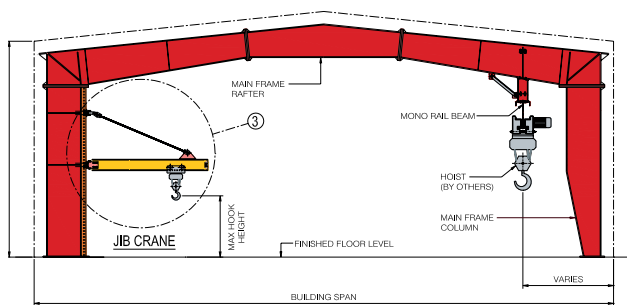 MAIN FRAME
RAFTER
3
MONO RAIL BEAM
HOIST
(BY OTHERS)
MAX HOOK
HEIGHT
MAIN FRAME
COLUMN
JIB CRANE
FINISHED FLOOR LEVEL
VARIES
BUILDING SPAN